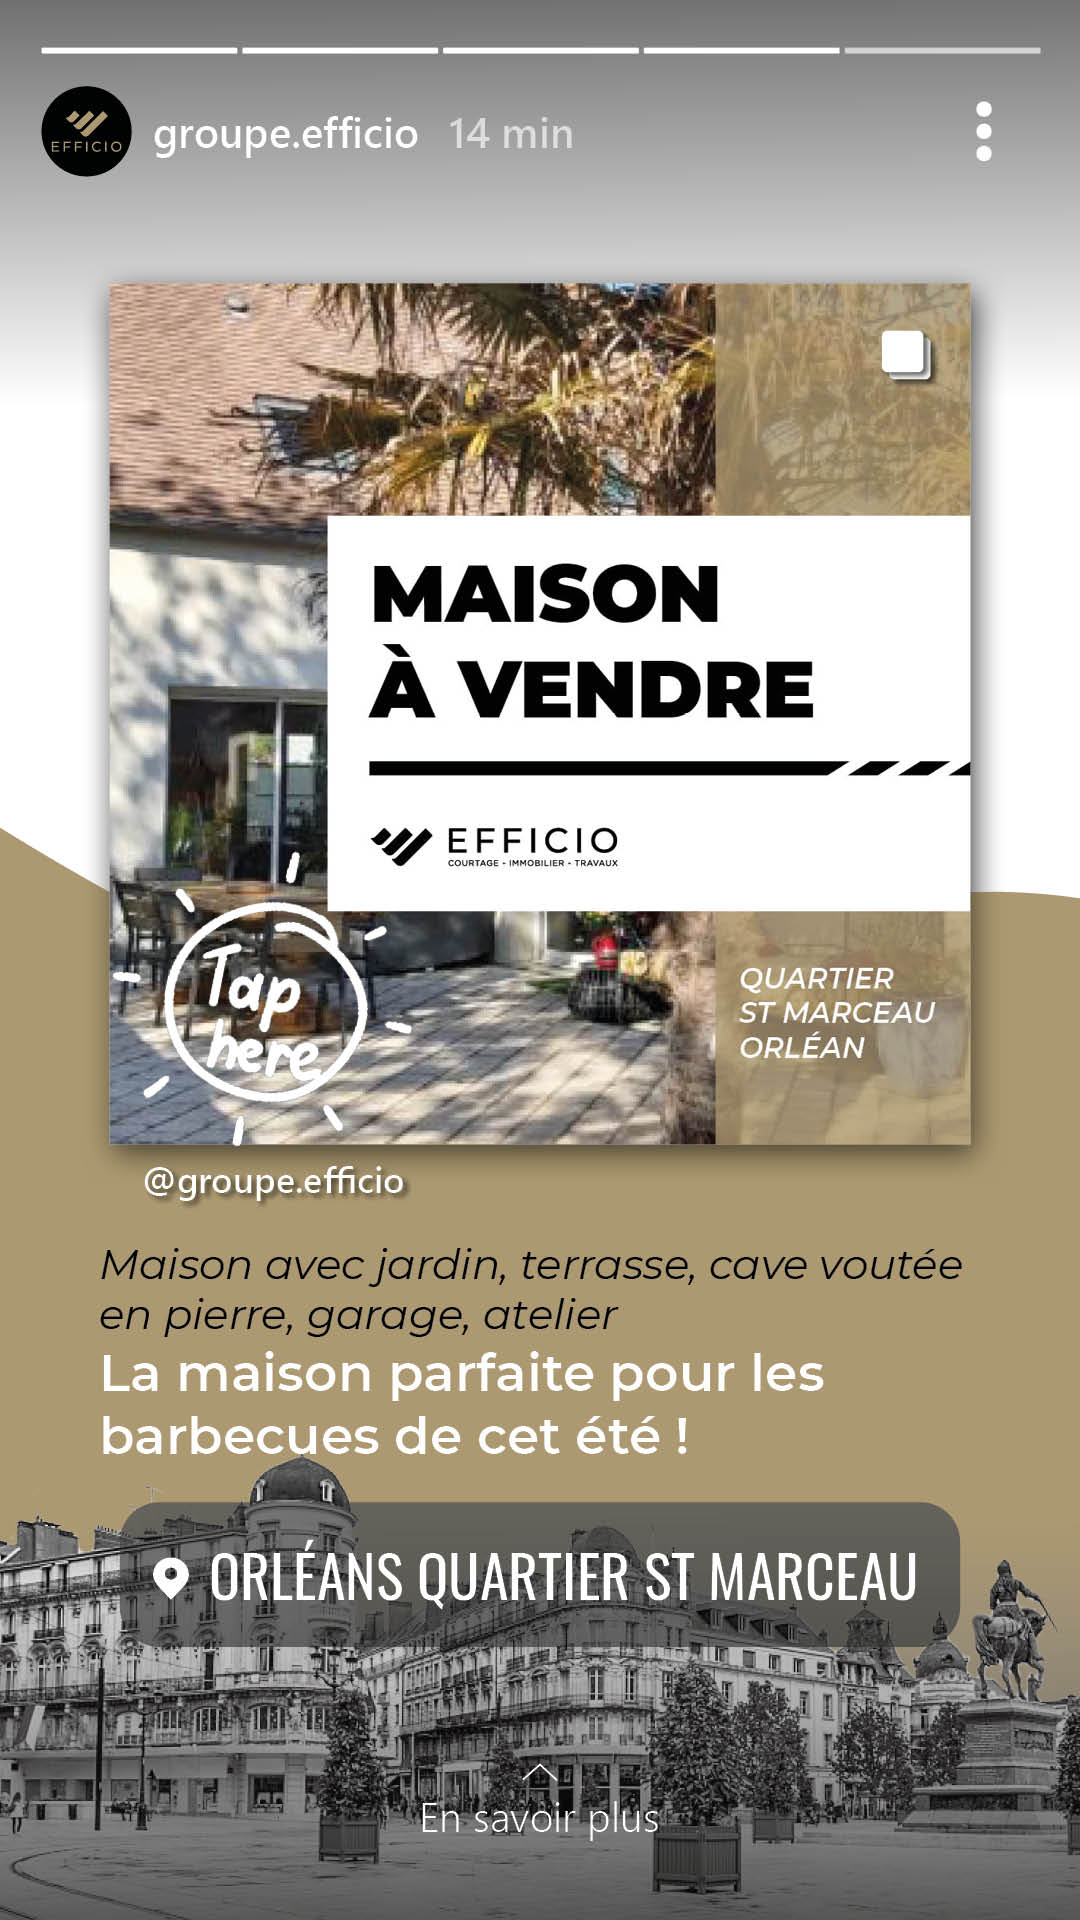 EFFICIO
groupe.efficio 14 min
MAISON
À VENDRE
EFFICIO
COURTAGE - IMMOBILIER - TRAVAUX
Tap
here
QUARTIER
ST MARCEAU
ORLÉAN
@groupe.efficio
Maison avec jardin, terrasse, cave voutée
en pierre, garage, atelier
La maison parfaite pour les
barbecues de cet été !
ORLÉANS QUARTIER ST MARCEAU
En savoir plus